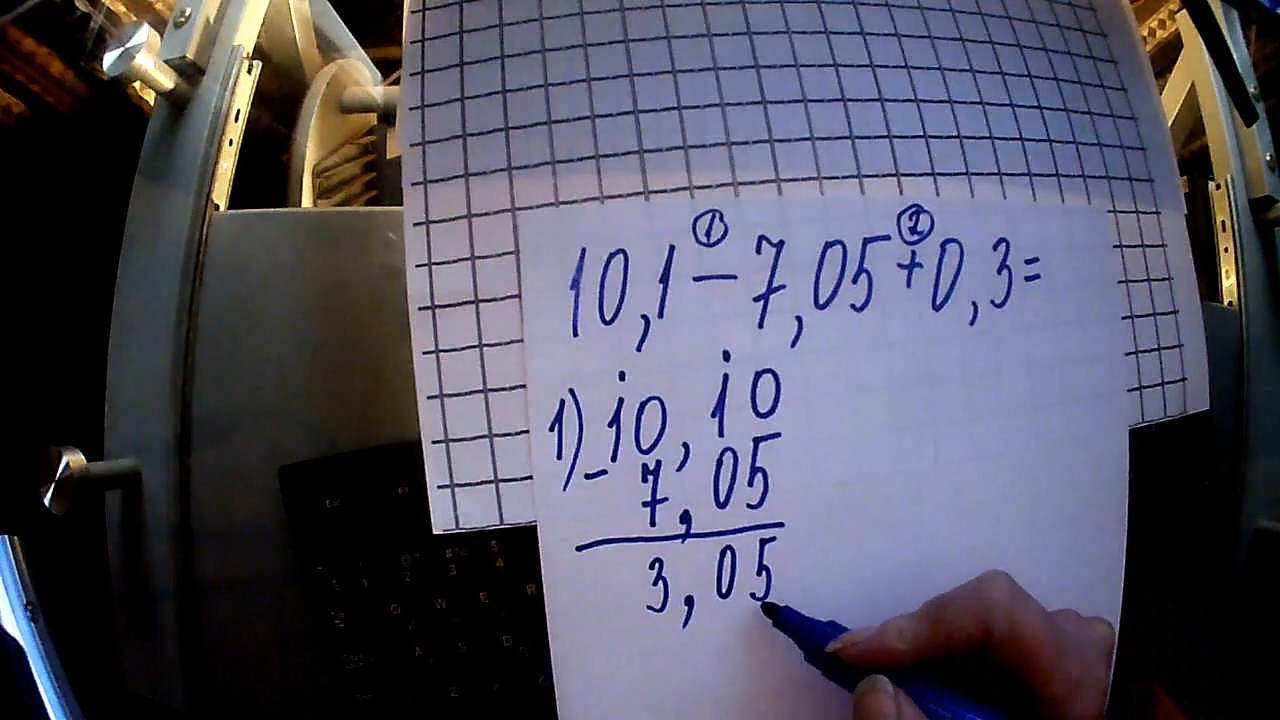 ① ②
10,1 - 7,05 + 0,3 =
1) - 10,10
7,05
3,05